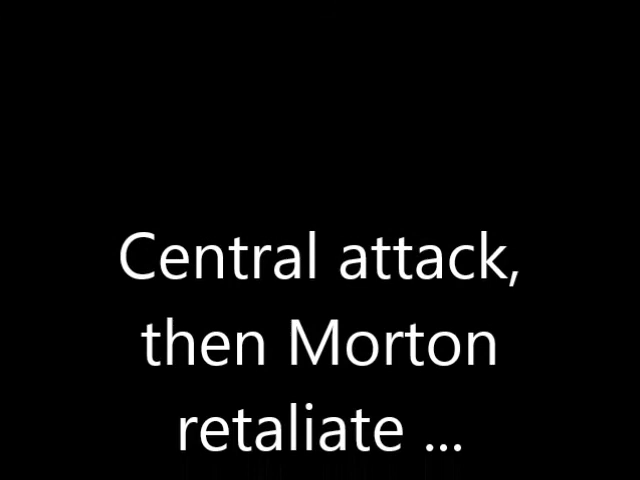 Central attack,
then Morton
retaliate ...